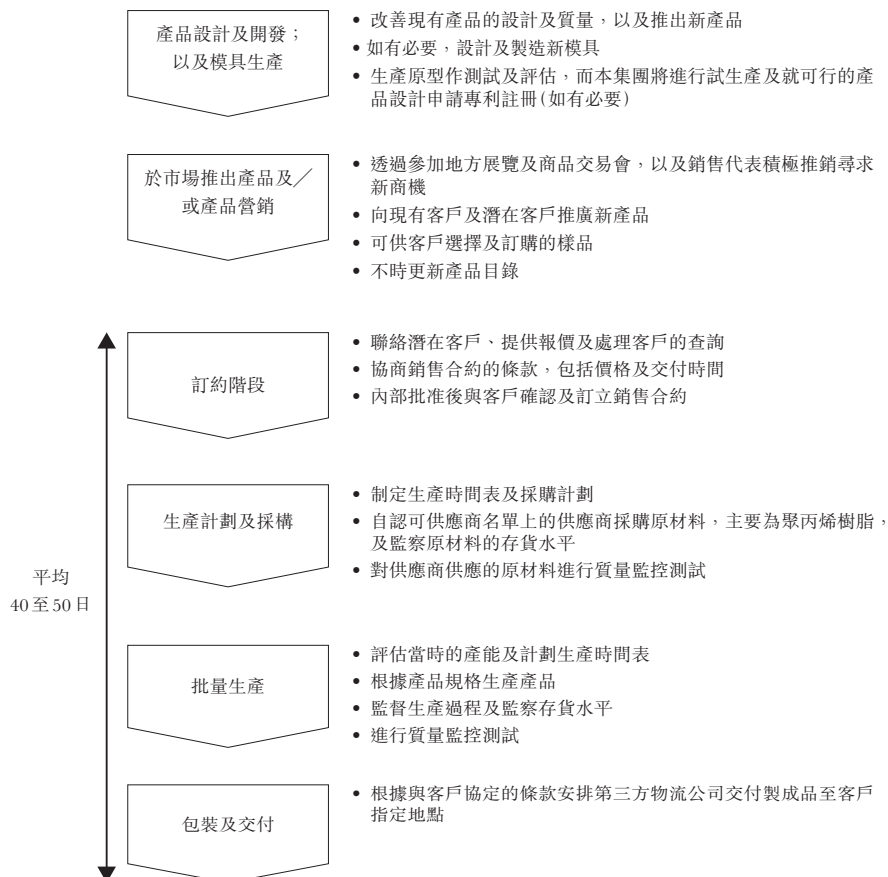 產品設計及開發；
以及模具生產
• 改善現有產品的設計及質量，以及推出新產品
• 如有必要，設計及製造新模具
• 生產原型作測試及評估，而本集團將進行試生產及就可行的產
品設計申請專利註冊(如有必要)
於市場推出產品及／
或產品營銷
• 透過參加地方展覽及商品交易會，以及銷售代表積極推銷尋求
新商機
• 向現有客戶及潛在客戶推廣新產品
• 可供客戶選擇及訂購的樣品
• 不時更新產品目錄
平均
40至50日
訂約階段
• 聯絡潛在客戶、提供報價及處理客戶的查詢
• 協商銷售合約的條款，包括價格及交付時間
• 內部批准後與客戶確認及訂立銷售合約
生產計劃及採構
• 制定生產時間表及採購計劃
• 自認可供應商名單上的供應商採購原材料，主要為聚丙烯樹脂，
及監察原材料的存貨水平
• 對供應商供應的原材料進行質量監控測試
批量生產
• 評估當時的產能及計劃生產時間表
• 根據產品規格生產產品
• 監督生產過程及監察存貨水平
• 進行質量監控測試
包裝及交付
• 根據與客戶協定的條款安排第三方物流公司交付製成品至客戶
指定地點